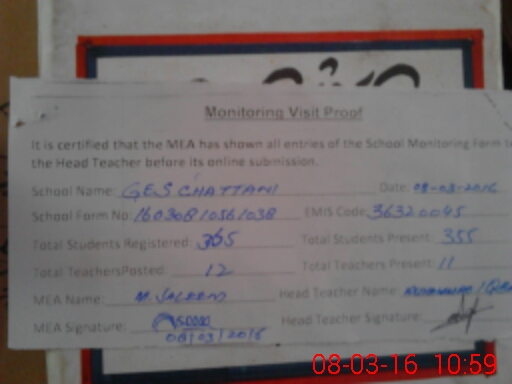 Monitoring Visit Proof
It is certified that the MEA has shown all entries of the School Monitoring Form to
the Head Teacher before its online submission.
School Name: GES CHATTANI Date: 08-03-2016
School Form No: EMIS Code: 36320045
Total Students Registered: 365 Total Students Present: 355
Total TeachersPosted: 12 Total Teachers Present: 11
MEA Name: M. SALEEM Head Teacher Name:
MEA Signature: Head Teacher Signature:
08/03/2016
08-03-16 10:59